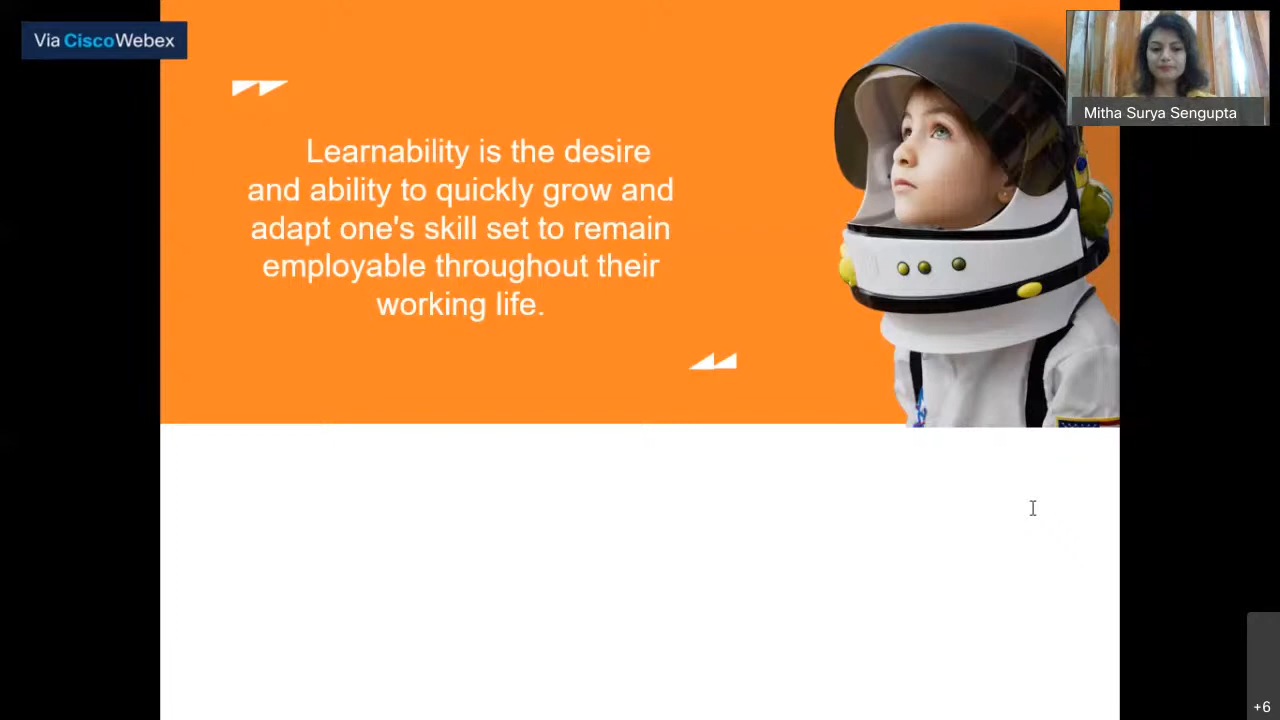 Via CiscoWebex
Mitha Surya Sengupta
Learnability is the desire
and ability to quickly grow and
adapt one's skill set to remain
employable throughout their
working life.
+6